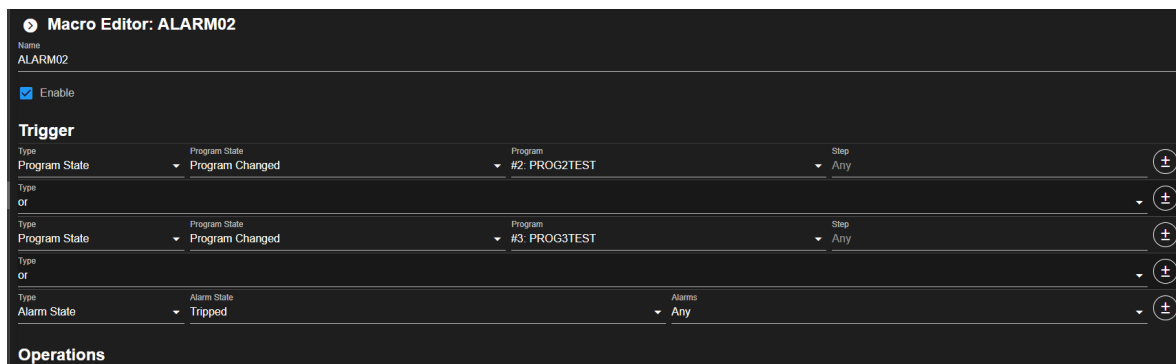 Macro Editor: ALARM02
Name
ALARM02
Enable
Trigger
Type Program State Program Step
Program State Program Changed #2: PROG2TEST Any
Type
or
Type Program State Program Step
Program State Program Changed #3: PROG3TEST Any
Type
or
Type Alarm State Alarms
Alarm State Tripped Any
Operations